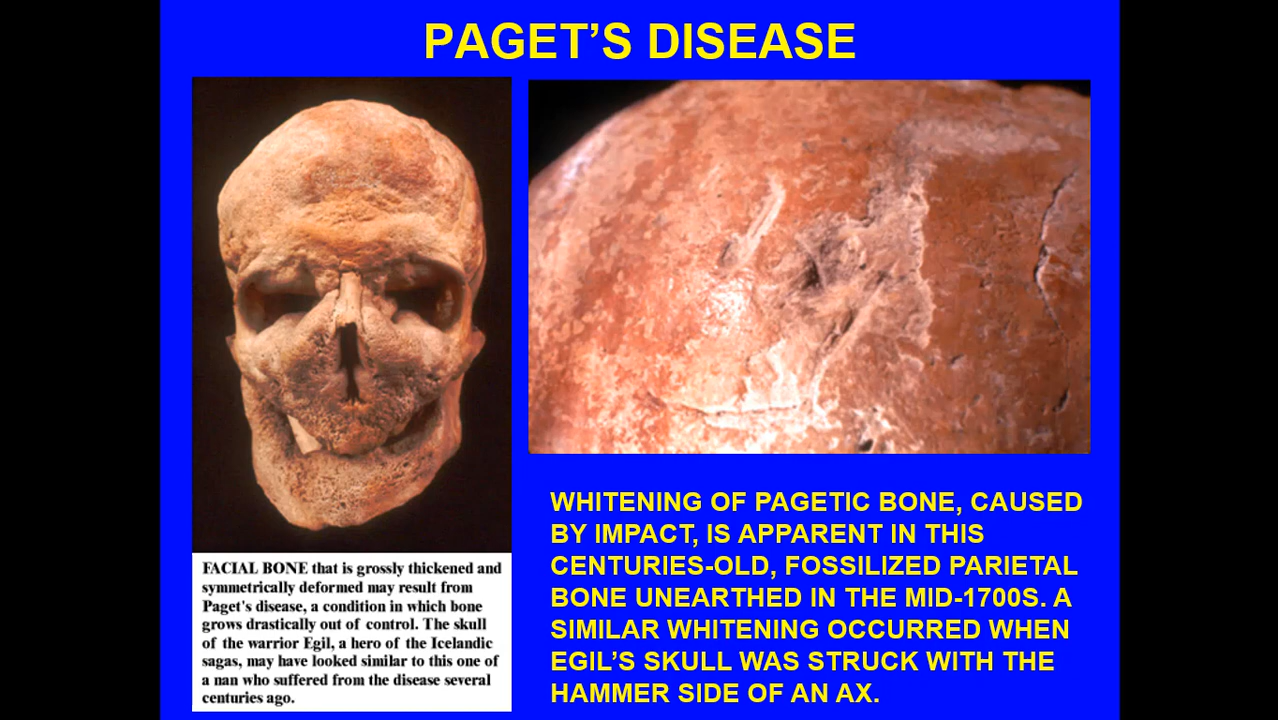 PAGET'S DISEASE
FACIAL BONE that is grossly thickened and
symmetrically deformed may result from
Paget's disease, a condition in which bone
grows drastically out of control. The skull
of the warrior Egil, a hero of the Icelandic
sagas, may have looked similar to this one of
a nan who suffered from the disease several
centuries ago.
WHITENING OF PAGETIC BONE, CAUSED
BY IMPACT, IS APPARENT IN THIS
CENTURIES-OLD, FOSSILIZED PARIETAL
BONE UNEARTHED IN THE MID-1700S. A
SIMILAR WHITENING OCCURRED WHEN
EGIL'S SKULL WAS STRUCK WITH THE
HAMMER SIDE OF AN AX.